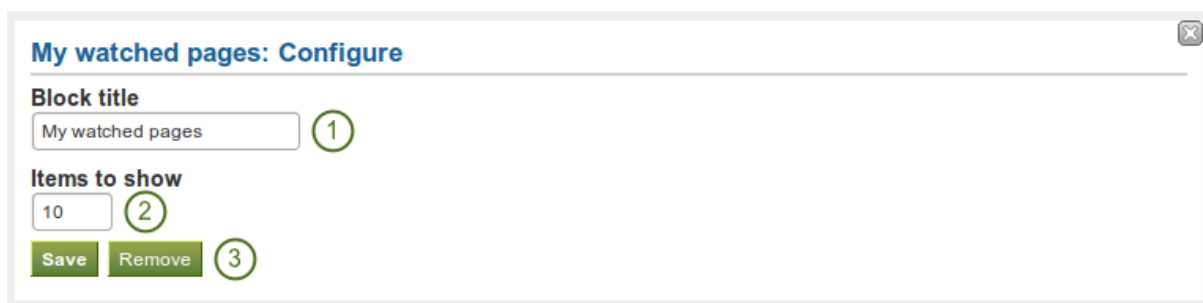 My watched pages: Configure
Block title
My watched pages 1
Items to show
10 2
Save Remove 3